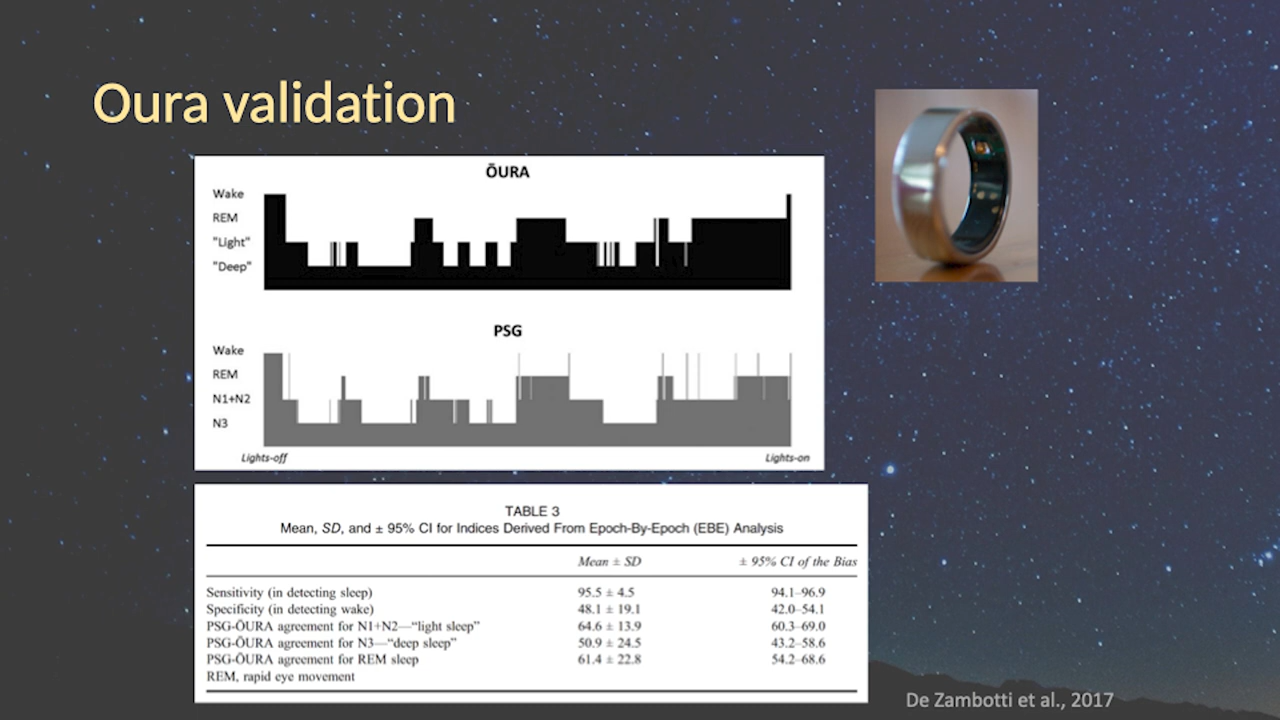 Oura validation
ŌURA
Wake
REM
"Light"
"Deep"
PSG
Wake
REM
N1+N2
N3
Lights-off
Lights-on
TABLE 3
Mean, SD, and ± 95% CI for Indices Derived From Epoch-By-Epoch (EBE) Analysis
Mean ± SD ± 95% CI of the Bias
Sensitivity (in detecting sleep) 95.5 ± 4.5 94.1–96.9
Specificity (in detecting wake) 48.1 ± 19.1 42.0–54.1
PSG-ŌURA agreement for N1+N2—“light sleep” 64.6 ± 13.9 60.3–69.0
PSG-ŌURA agreement for N3—“deep sleep” 50.9 ± 24.5 43.2–58.6
PSG-ŌURA agreement for REM sleep 61.4 ± 22.8 54.2–68.6
REM, rapid eye movement
De Zambotti et al., 2017